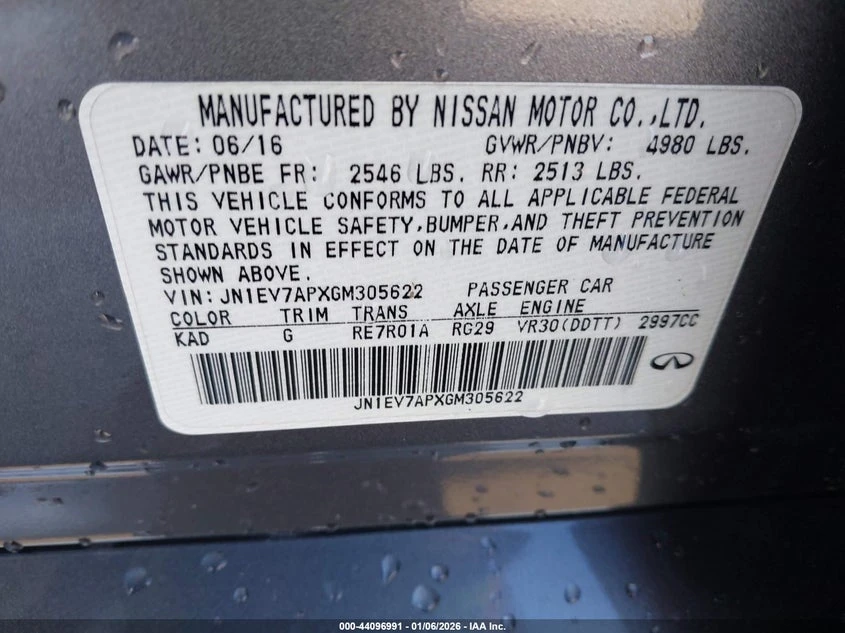 MANUFACTURED BY NISSAN MOTOR CO.,LTD.
DATE: 06/16 GVWR/PNBV: 4980 LBS.
GAWR/PNBE FR: 2546 LBS. RR: 2513 LBS.
THIS VEHICLE CONFORMS TO ALL APPLICABLE FEDERAL
MOTOR VEHICLE SAFETY,BUMPER,AND THEFT PREVENTION
STANDARDS IN EFFECT ON THE DATE OF MANUFACTURE
SHOWN ABOVE.
VIN: JN1EV7APXGM305622 PASSENGER CAR
COLOR TRIM TRANS AXLE ENGINE
KAD G RE7R01A RG29 VR30(DDTT) 2997CC
JN1EV7APXGM305622
000-44096991 - 01/06/2026 - IAA Inc.